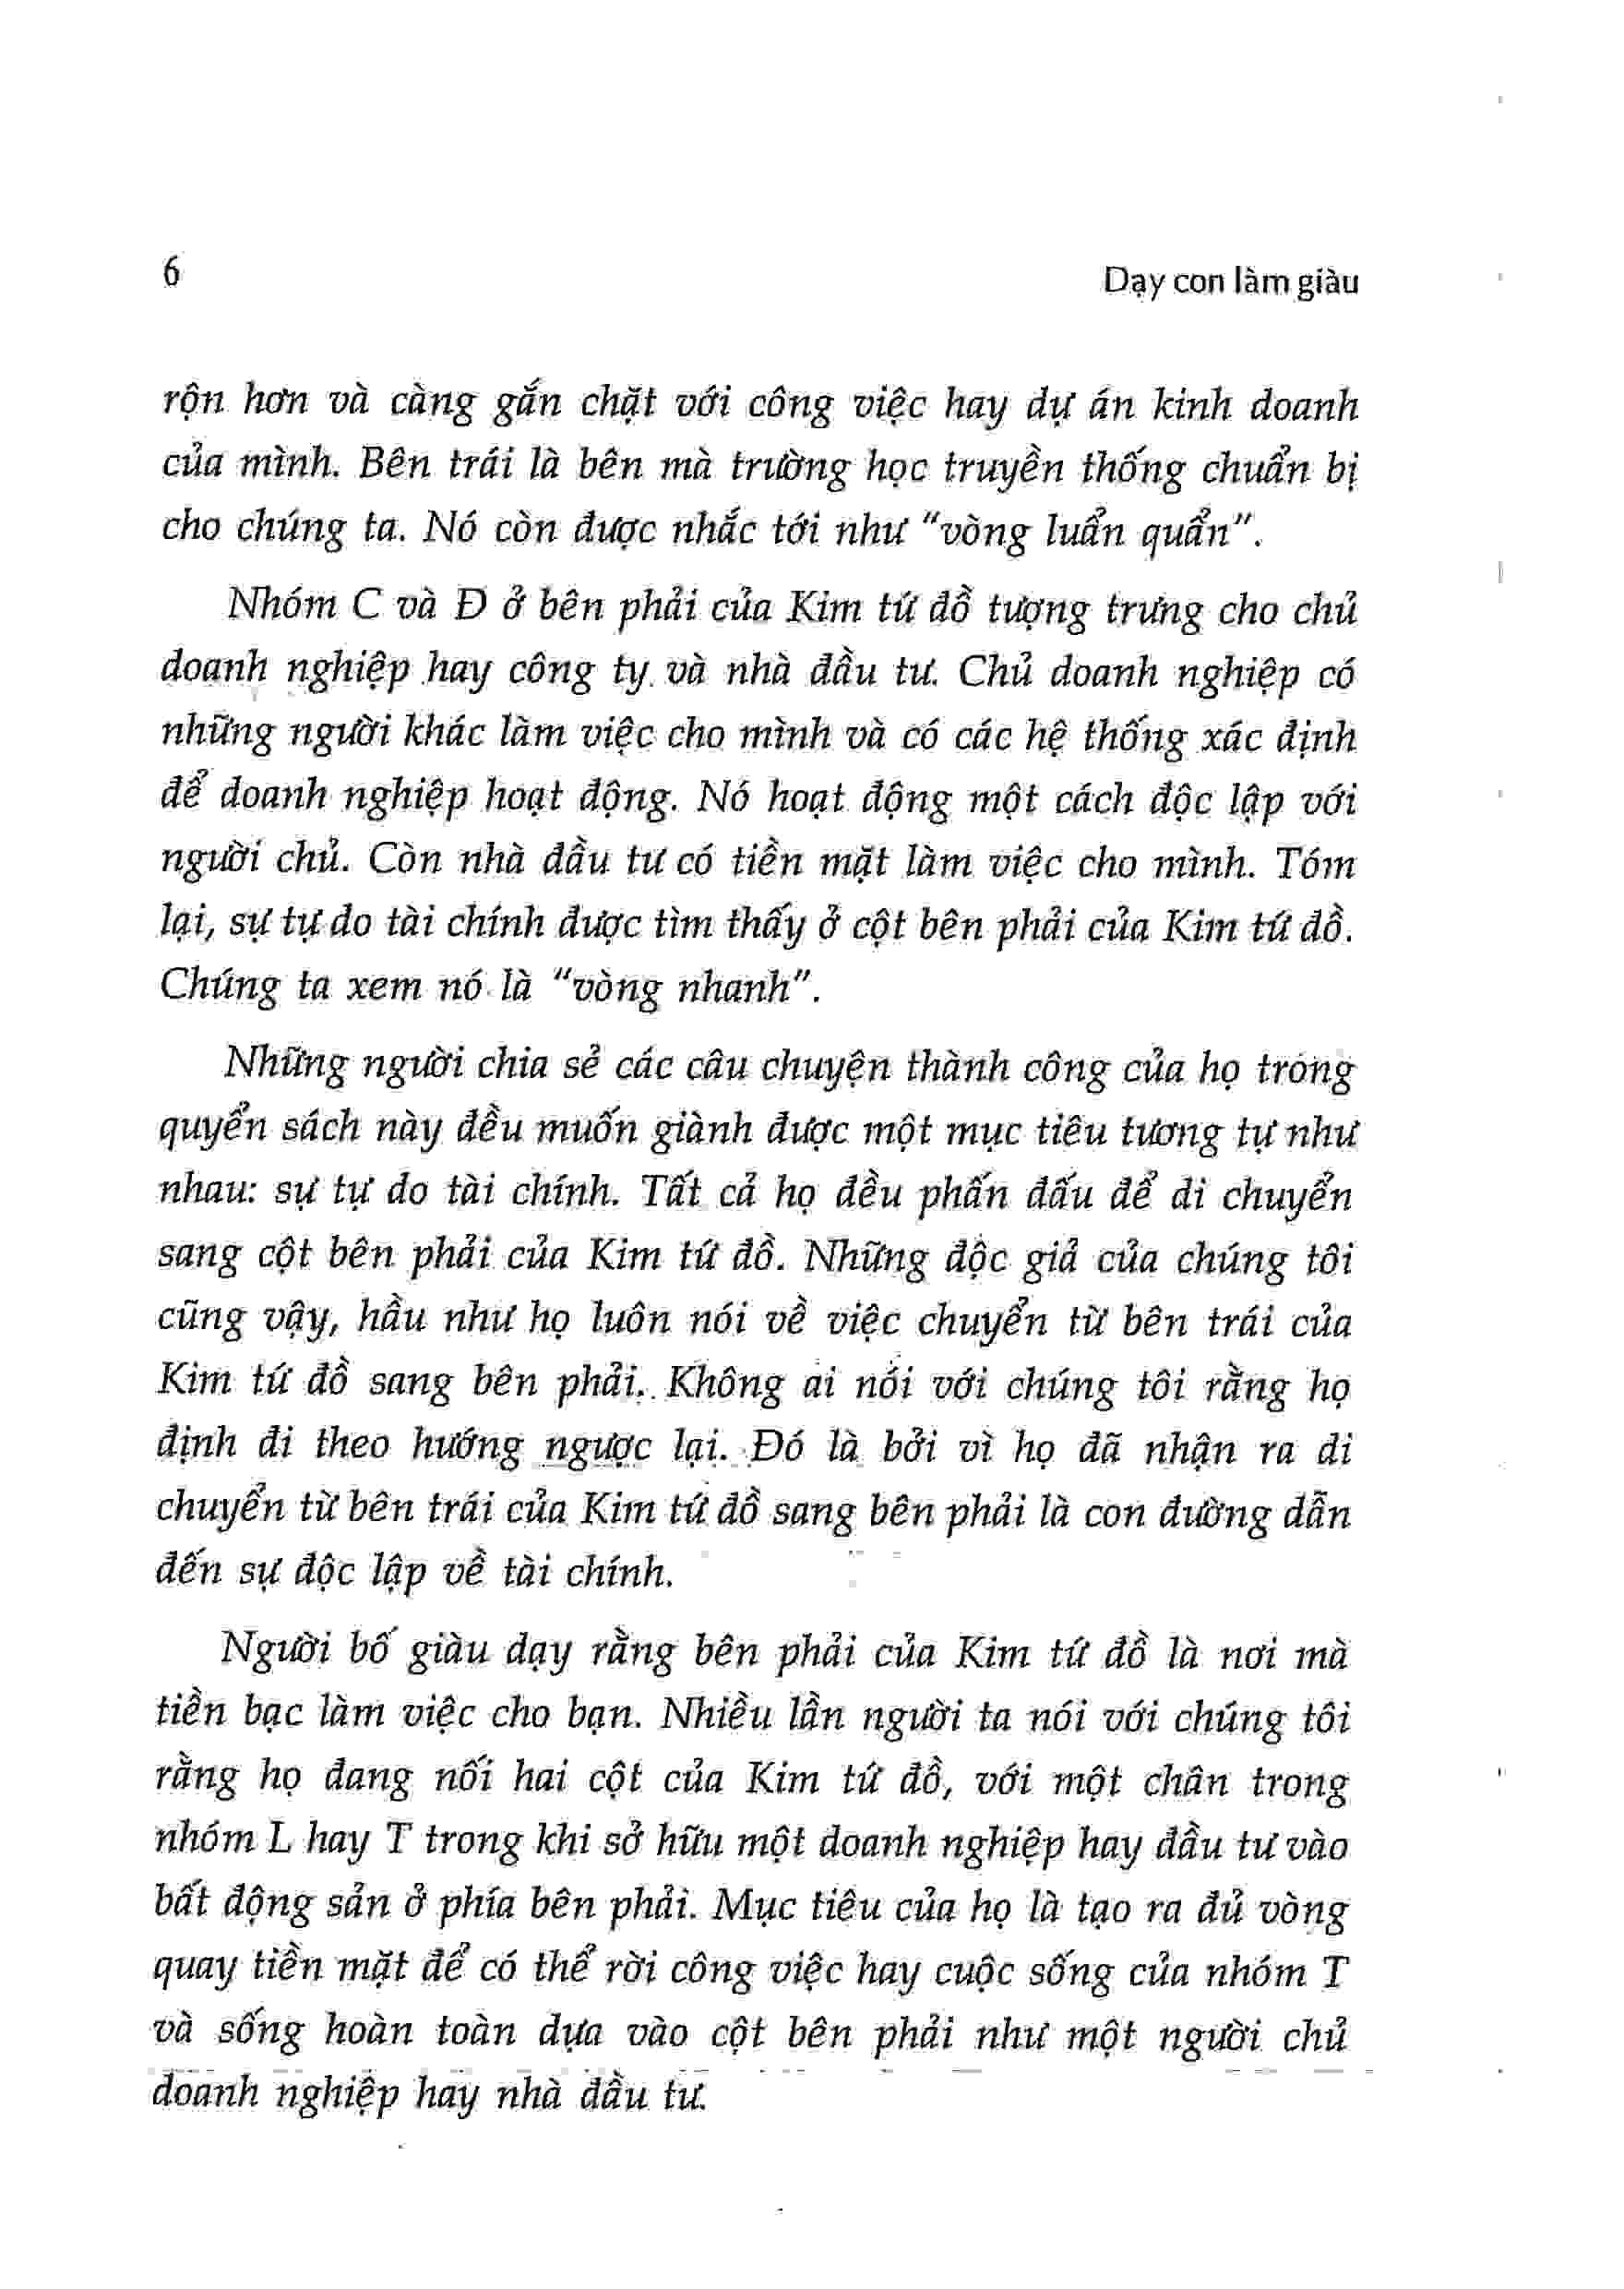 6
Dạy con làm giàu
rộn hơn và càng gắn chặt với công việc hay dự án kinh doanh
của mình. Bên trái là bên mà trường học truyền thống chuẩn bị
cho chúng ta. Nó còn được nhắc tới như "vòng luẩn quẩn".
Nhóm C và Đ ở bên phải của Kim tứ đồ tượng trưng cho chủ
doanh nghiệp hay công ty và nhà đầu tư. Chủ doanh nghiệp có
những người khác làm việc cho mình và có các hệ thống xác định
để doanh nghiệp hoạt động. Nó hoạt động một cách độc lập với
người chủ. Còn nhà đầu tư có tiền mặt làm việc cho mình. Tóm
lại, sự tự do tài chính được tìm thấy ở cột bên phải của Kim tứ đồ.
Chúng ta xem nó là "vòng nhanh".
Những người chia sẻ các câu chuyện thành công của họ trong
quyển sách này đều muốn giành được một mục tiêu tương tự như
nhau: sự tự do tài chính. Tất cả họ đều phấn đấu để di chuyển
sang cột bên phải của Kim tứ đồ. Những độc giả của chúng tôi
cũng vậy, hầu như họ luôn nói về việc chuyển từ bên trái của
Kim tứ đồ sang bên phải. Không ai nói với chúng tôi rằng họ
định đi theo hướng ngược lại. Đó là bởi vì họ đã nhận ra di
chuyển từ bên trái của Kim tứ đồ sang bên phải là con đường dẫn
đến sự độc lập về tài chính.
Người bố giàu dạy rằng bên phải của Kim tứ đồ là nơi mà
tiền bạc làm việc cho bạn. Nhiều lần người ta nói với chúng tôi
rằng họ đang nối hai cột của Kim tứ đồ, với một chân trong
nhóm L hay T trong khi sở hữu một doanh nghiệp hay đầu tư vào
bất động sản ở phía bên phải. Mục tiêu của họ là tạo ra đủ vòng
quay tiền mặt để có thể rời công việc hay cuộc sống của nhóm T
và sống hoàn toàn dựa vào cột bên phải như một người chủ
doanh nghiệp hay nhà đầu tư.